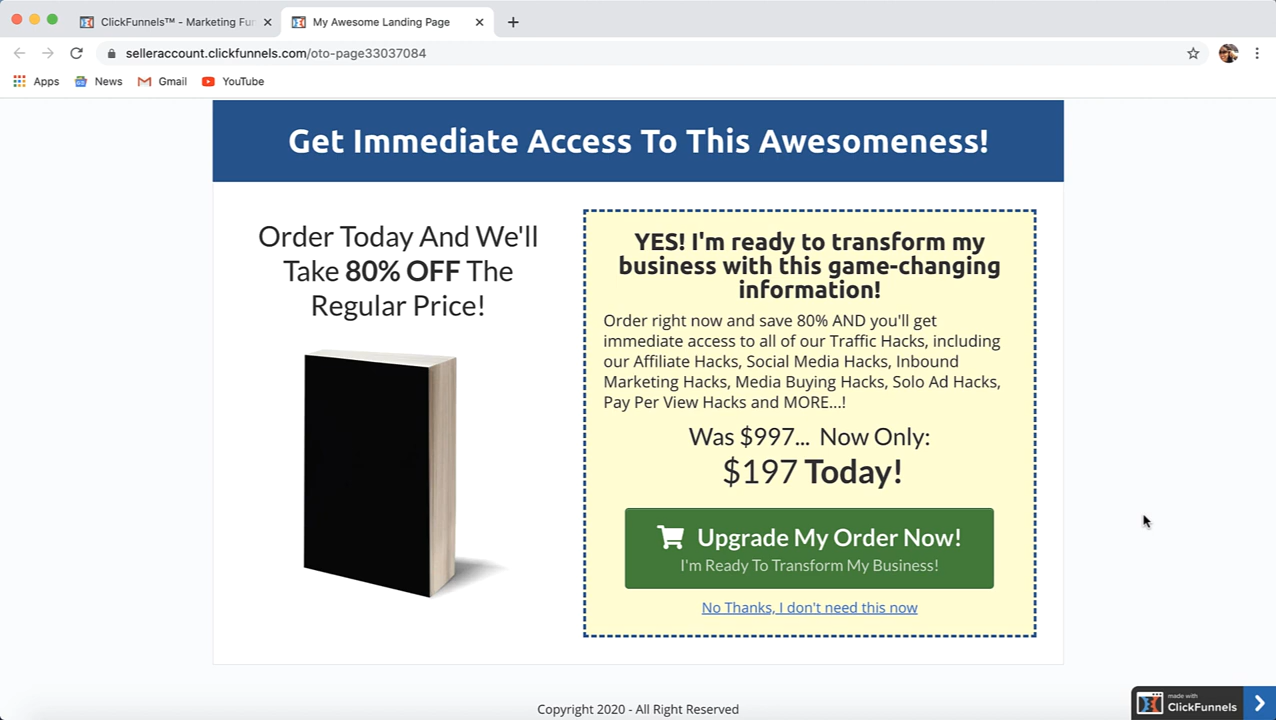 ClickFunnels™ - Marketing Fun
My Awesome Landing Page
selleraccount.clickfunnels.com/oto-page33037084
Apps
News
Gmail
YouTube
Get Immediate Access To This Awesomeness!
Order Today And We'll
Take 80% OFF The
Regular Price!
YES! I'm ready to transform my
business with this game-changing
information!
Order right now and save 80% AND you'll get
immediate access to all of our Traffic Hacks, including
our Affiliate Hacks, Social Media Hacks, Inbound
Marketing Hacks, Media Buying Hacks, Solo Ad Hacks,
Pay Per View Hacks and MORE...!
Was $997... Now Only:
$197 Today!
Upgrade My Order Now!
I'm Ready To Transform My Business!
No Thanks, I don't need this now
Copyright 2020 - All Right Reserved
made with
ClickFunnels